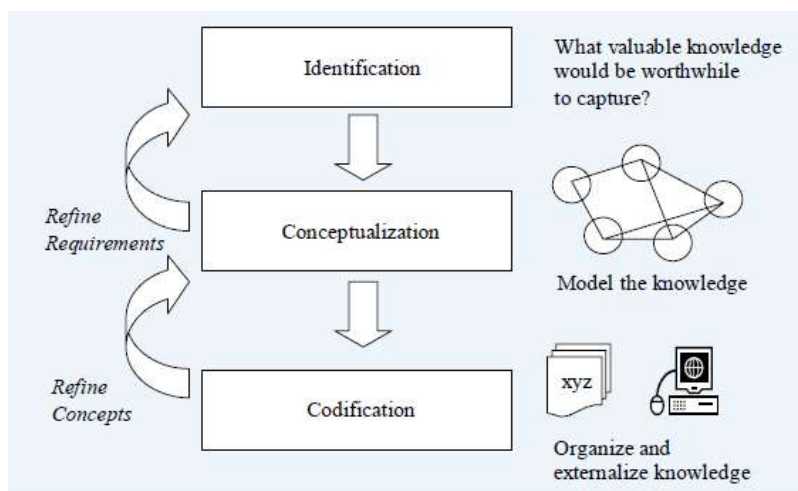 Identification
What valuable knowledge
would be worthwhile
to capture?
Refine
Requirements
Conceptualization
Model the knowledge
Refine
Concepts
Codification
xyz
Organize and
externalize knowledge